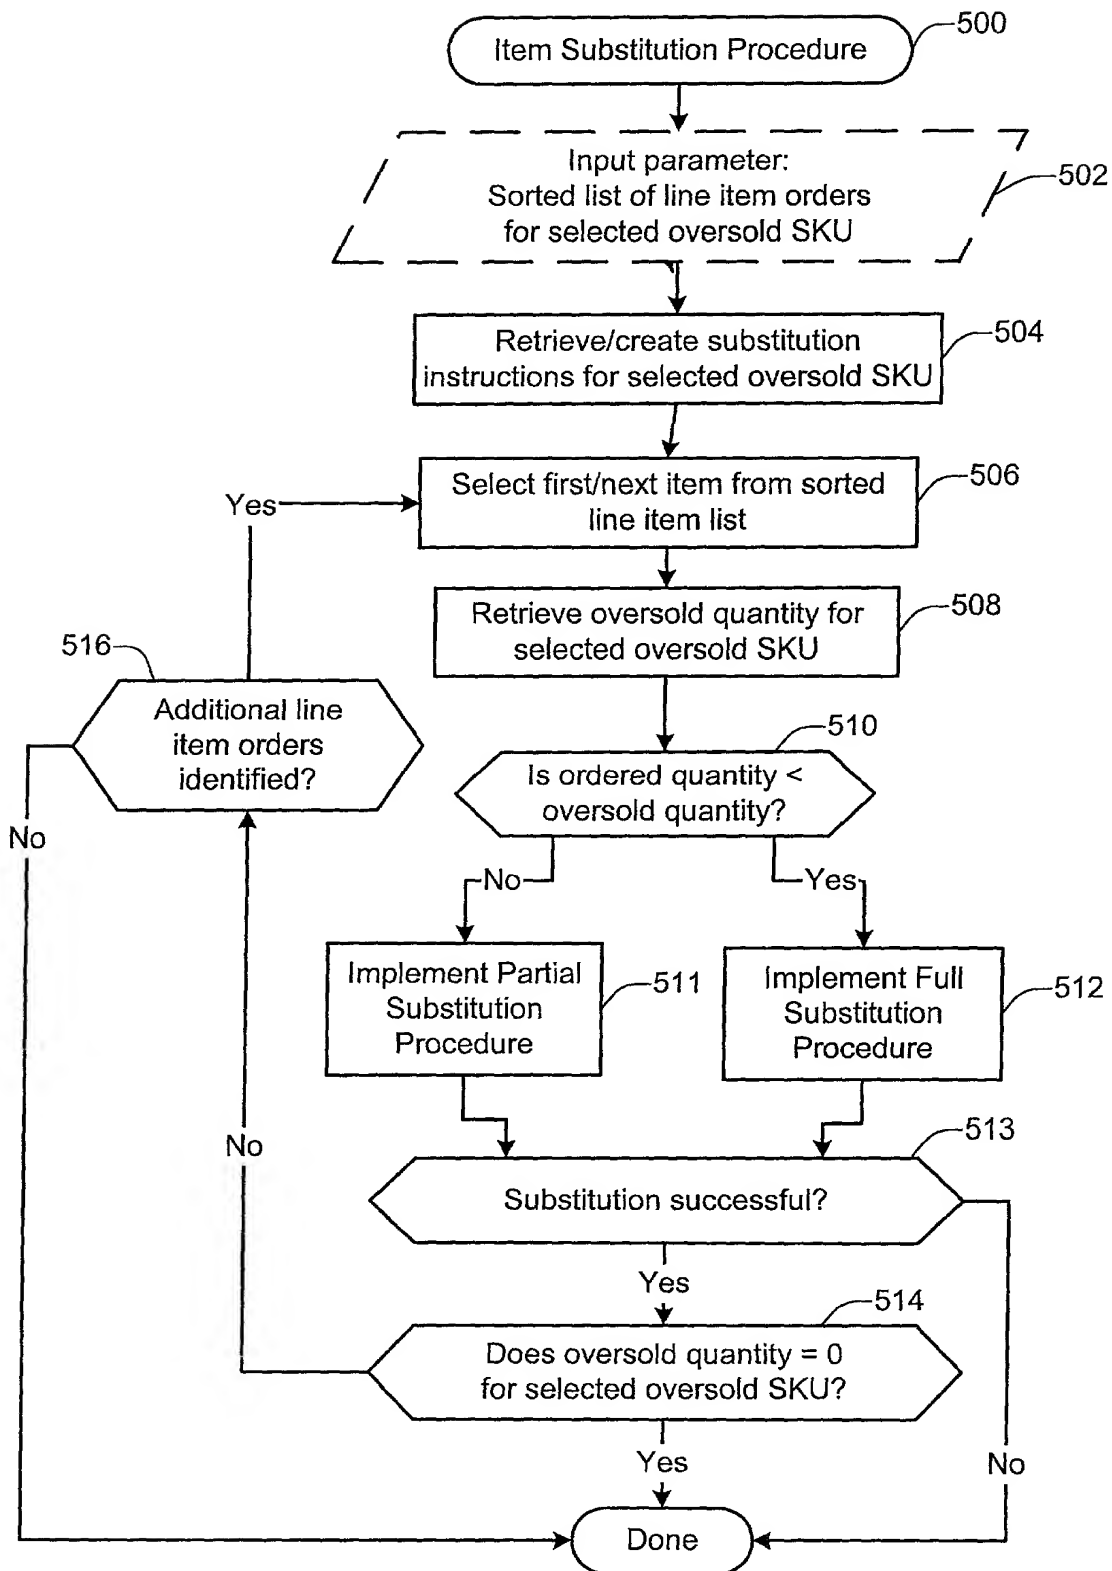 Item Substitution Procedure
500
Input parameter:
Sorted list of line item orders
for selected oversold SKU
502
Retrieve/create substitution
instructions for selected oversold SKU
504
Select first/next item from sorted
line item list
506
Yes
Retrieve oversold quantity for
selected oversold SKU
508
516
Additional line
item orders
identified?
510
Is ordered quantity <
oversold quantity?
No
No
Yes
Implement Partial
Substitution
Procedure
511
Implement Full
Substitution
Procedure
512
No
513
Substitution successful?
Yes
514
Does oversold quantity = 0
for selected oversold SKU?
Yes
No
Done